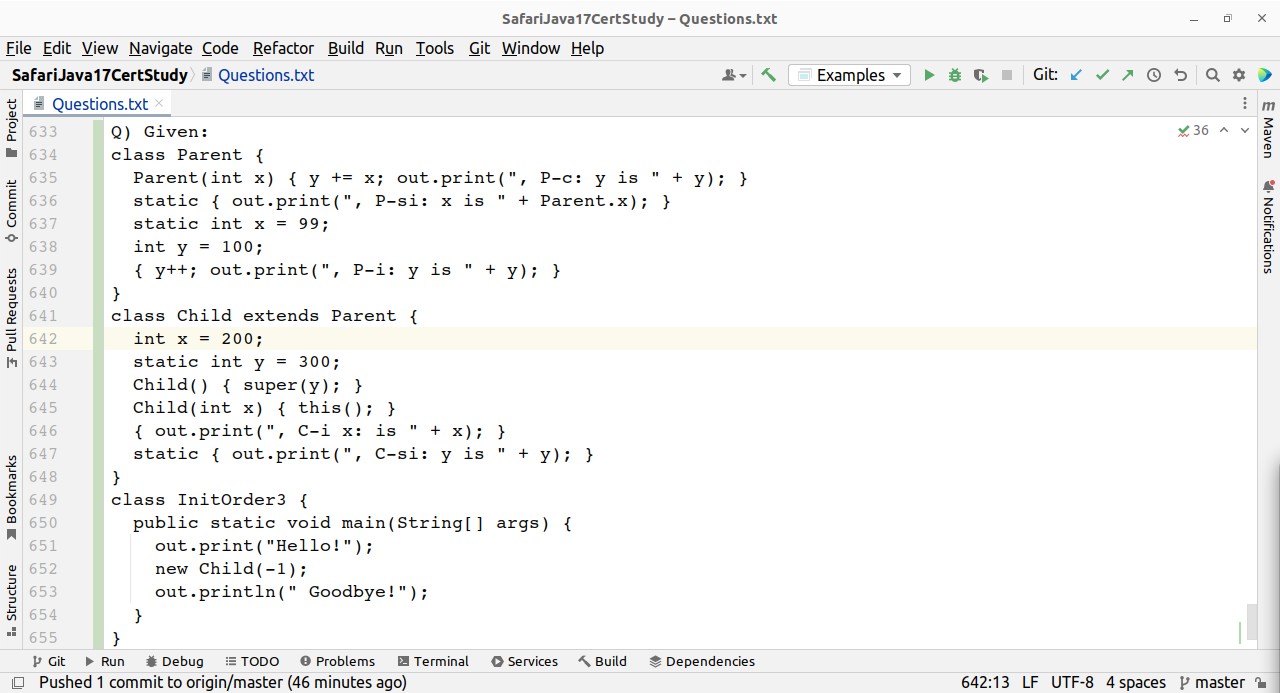 SafariJava17CertStudy – Questions.txt
File Edit View Navigate Code Refactor Build Run Tools Git Window Help
SafariJava17CertStudy Questions.txt Examples Git:
Questions.txt
Project
Commit
Pull Requests
Bookmarks
Structure
36
633 Q) Given:
634 class Parent {
635   Parent(int x) { y += x; out.print(", P-c: y is " + y); }
636   static { out.print(", P-si: x is " + Parent.x); }
637   static int x = 99;
638   int y = 100;
639   { y++; out.print(", P-i: y is " + y); }
640 }
641 class Child extends Parent {
642   int x = 200;
643   static int y = 300;
644   Child() { super(y); }
645   Child(int x) { this(); }
646   { out.print(", C-i x: is " + x); }
647   static { out.print(", C-si: y is " + y); }
648 }
649 class InitOrder3 {
650   public static void main(String[] args) {
651     out.print("Hello!");
652     new Child(-1);
653     out.println(" Goodbye!");
654   }
655 }
m
Maven
Notifications
Git Run Debug TODO Problems Terminal Services Build Dependencies
Pushed 1 commit to origin/master (46 minutes ago) 642:13 LF UTF-8 4 spaces master